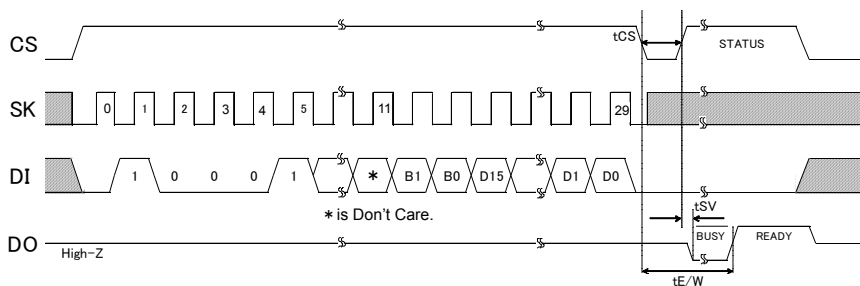 CS
tCS
STATUS
SK
0 1 2 3 4 5 11 29
DI
1 0 0 0 1 * B1 B0 D15 D1 D0
* is Don't Care.
tSV
DO
High-Z
BUSY
READY
tE/W